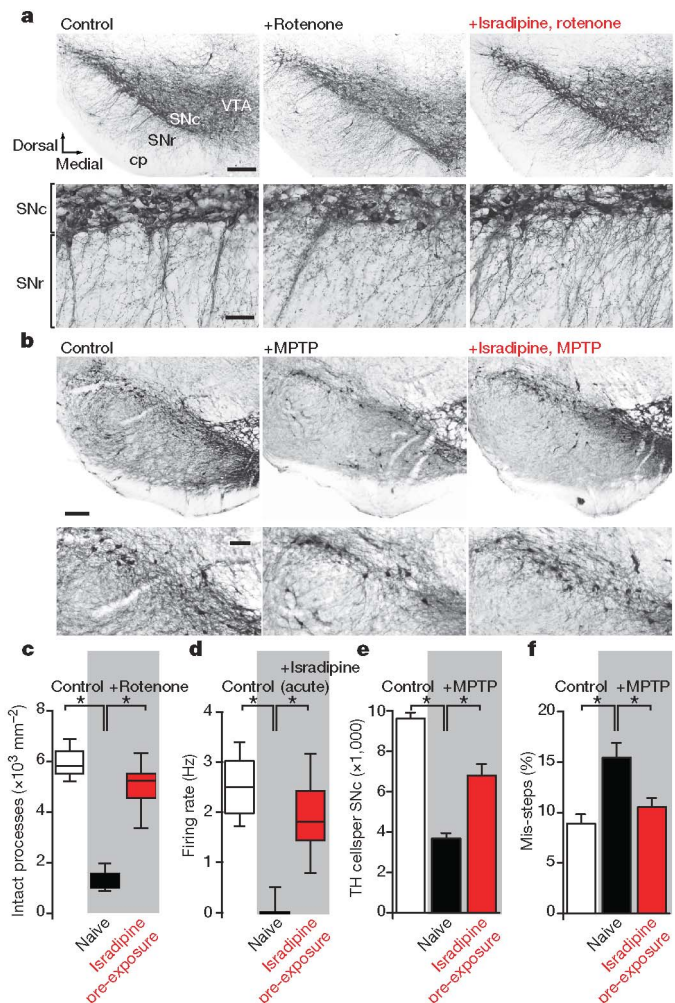 a
Control
+Rotenone
+Isradipine, rotenone
VTA
SNc
SNr
cp
Dorsal
Medial
SNc
SNr
b
Control
+MPTP
+Isradipine, MPTP
c
d
e
f
Control +Rotenone
* *
Intact processes (×10³ mm⁻²)
8
6
4
2
0
Naive
Isradipine
pre-exposure
+Isradipine
Control (acute)
* *
Firing rate (Hz)
4
3
2
1
0
Naive
Isradipine
pre-exposure
Control +MPTP
* *
TH cellsper SNc (×1,000)
10
8
6
4
2
0
Naive
Isradipine
pre-exposure
Control +MPTP
* *
Mis-steps (%)
20
15
10
5
0
Naive
Isradipine
pre-exposure